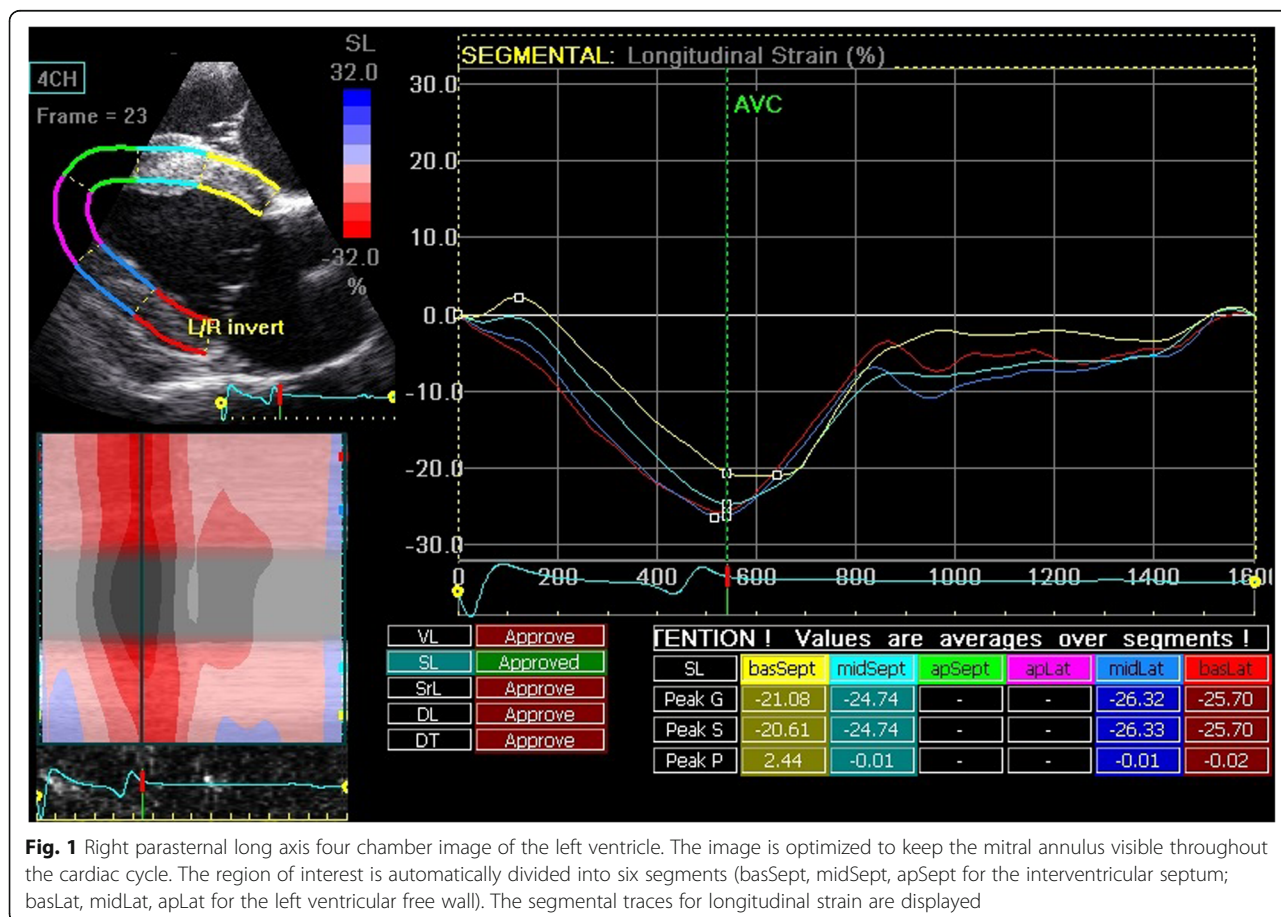 SL
32.0
4CH
Frame = 23
-32.0
%
L/R invert
SEGMENTAL: Longitudinal Strain (%)
30.0
AVC
20.0
10.0
0.0
-10.0
-20.0
-30.0
0 200 400 600 800 1000 1200 1400
VL Approve
SL Approved
SrL Approve
DL Approve
DT Approve
TENTION ! Values are averages over segments !
SL basSept midSept apSept apLat midLat basLat
Peak G -21.08 -24.74 - - -26.32 -25.70
Peak S -20.61 -24.74 - - -26.33 -25.70
Peak P 2.44 -0.01 - - -0.01 -0.02
Fig. 1 Right parasternal long axis four chamber image of the left ventricle. The image is optimized to keep the mitral annulus visible throughout
the cardiac cycle. The region of interest is automatically divided into six segments (basSept, midSept, apSept for the interventricular septum;
basLat, midLat, apLat for the left ventricular free wall). The segmental traces for longitudinal strain are displayed